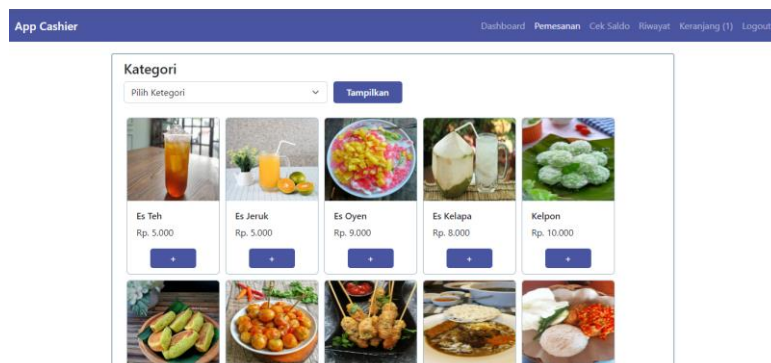 App Cashier
Dashboard Pemesanan Cek Saldo Riwayat Keranjang (1) Logout
Kategori
Pilih Ketegori
Tampilkan
Es Teh
Rp. 5.000
+
Es Jeruk
Rp. 5.000
+
Es Oyen
Rp. 9.000
+
Es Kelapa
Rp. 8.000
+
Kelpon
Rp. 10.000
+